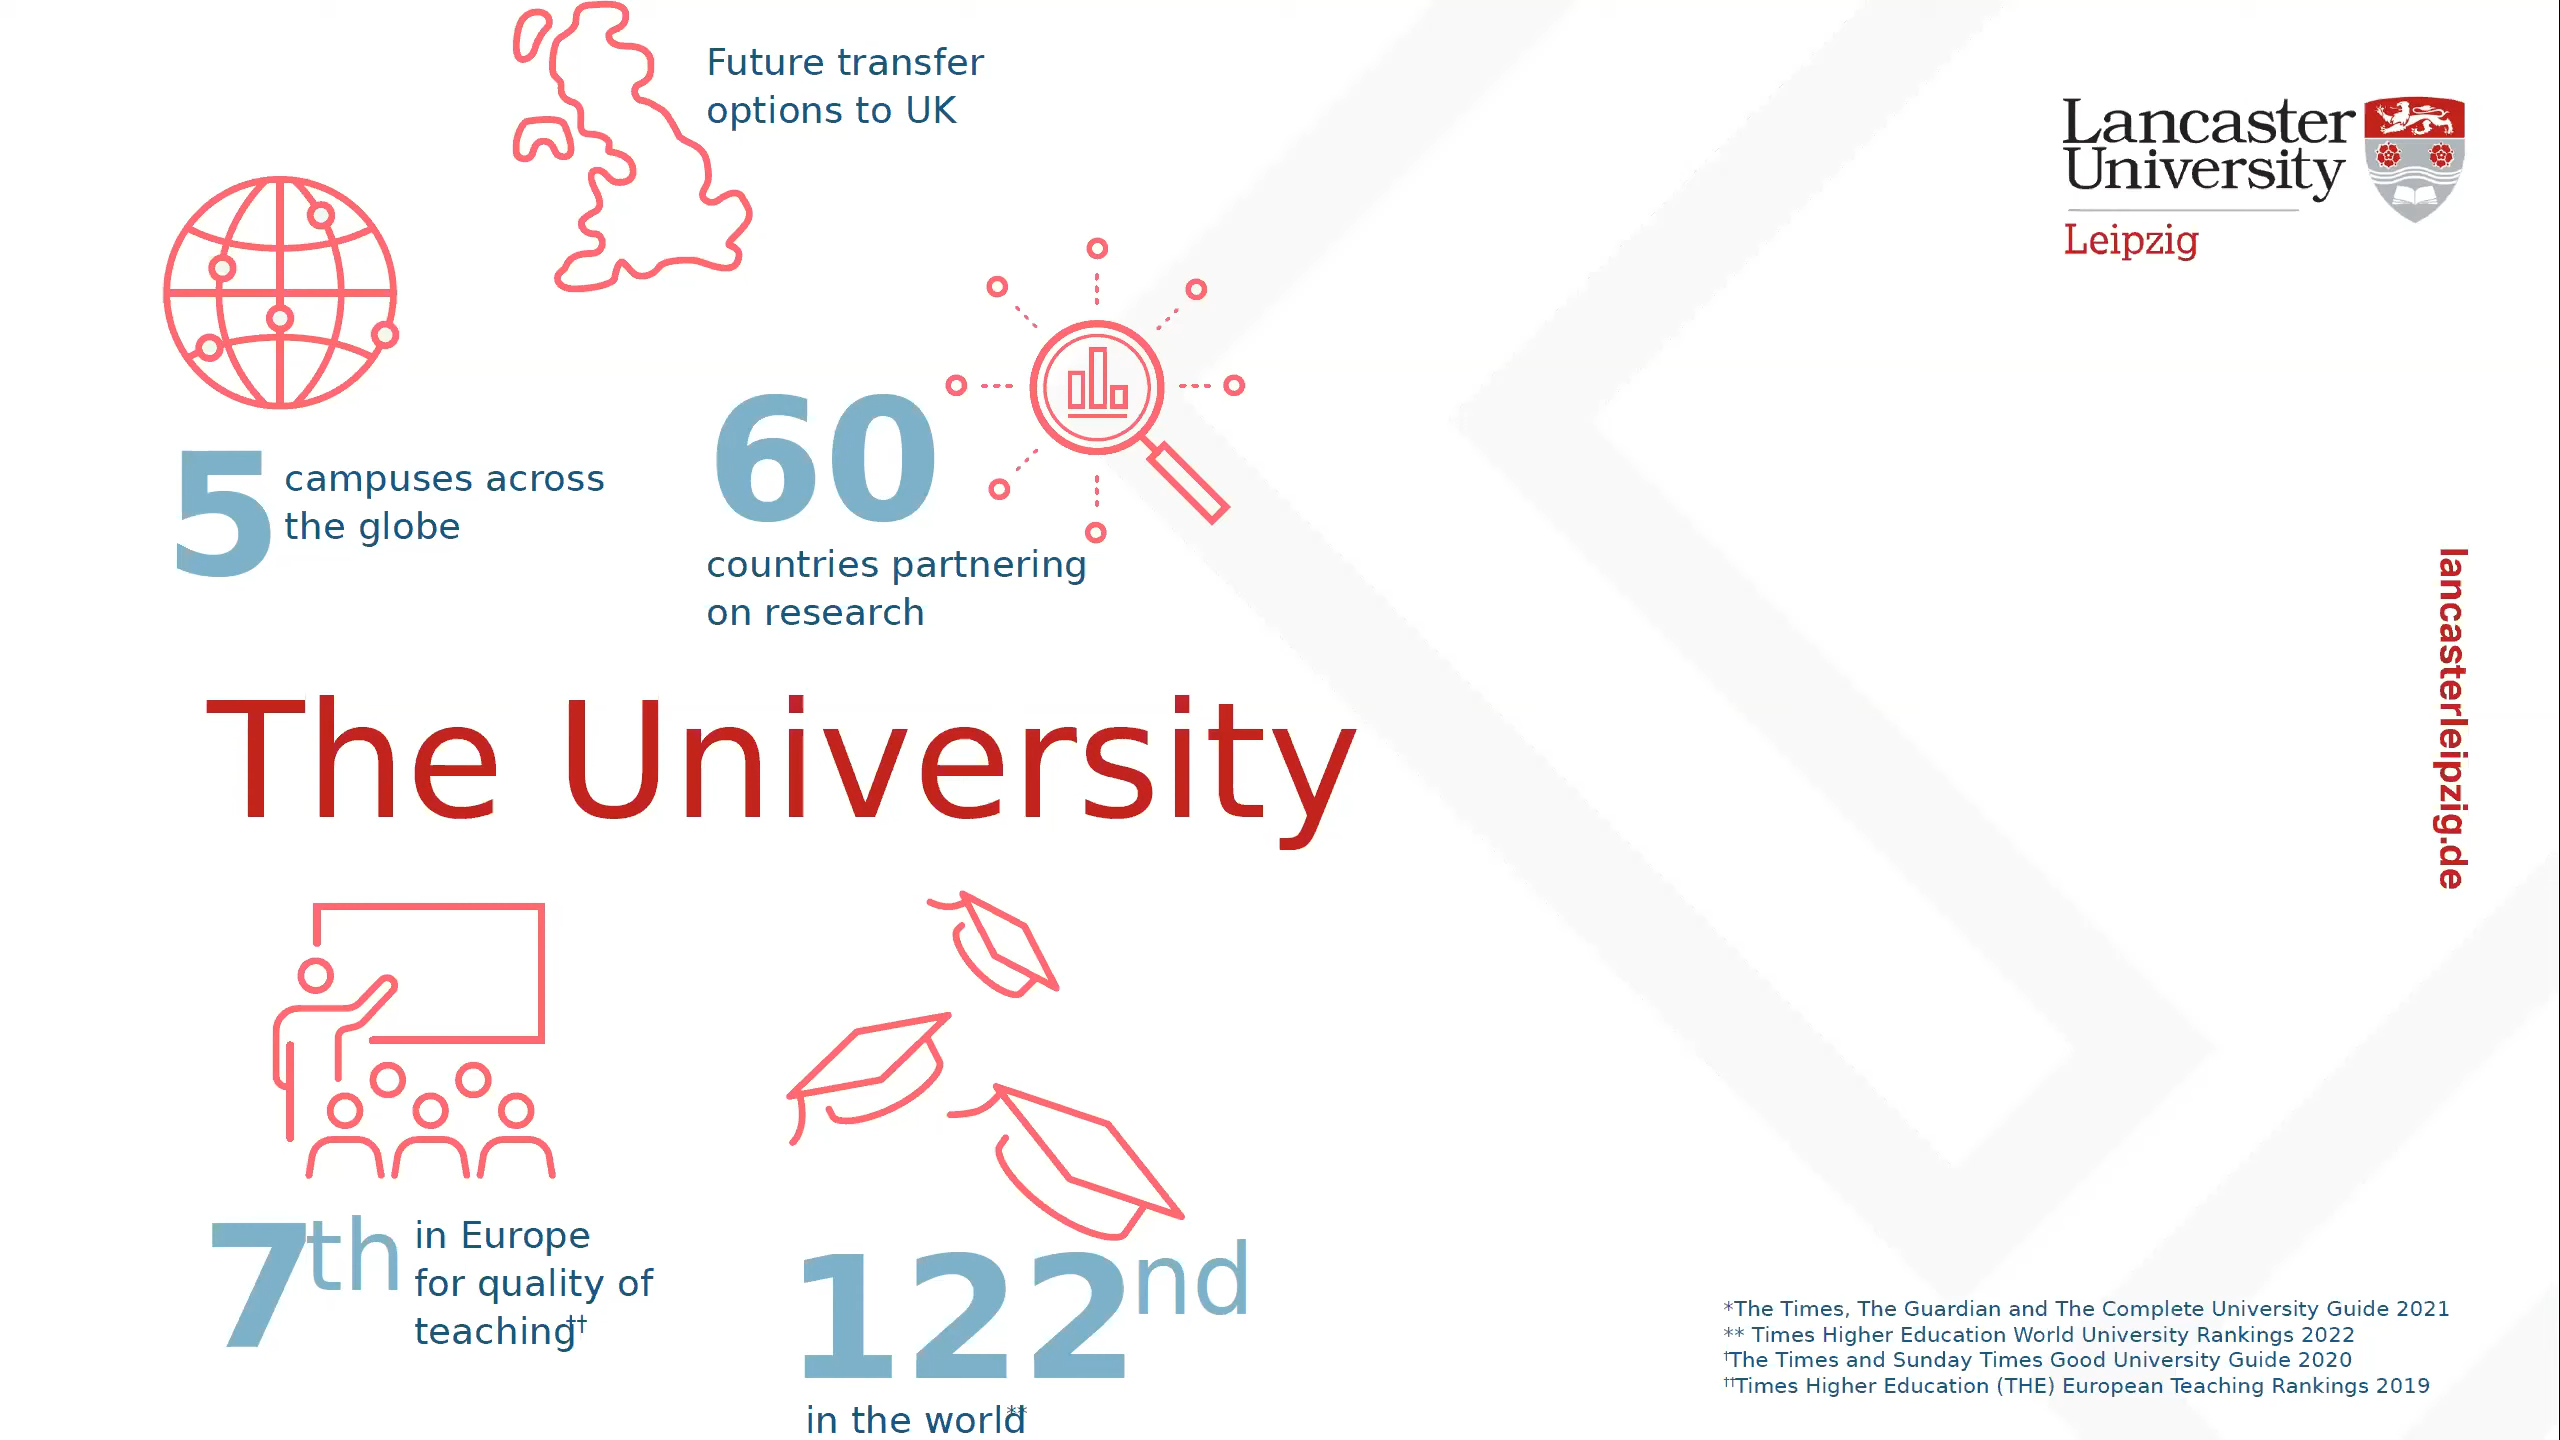 Future transfer
options to UK
Lancaster
University
Leipzig
5
campuses across
the globe
60
countries partnering
on research
lancasterleipzig.de
The University
7th
in Europe
for quality of
teaching††
122nd
in the world**
*The Times, The Guardian and The Complete University Guide 2021
** Times Higher Education World University Rankings 2022
†The Times and Sunday Times Good University Guide 2020
††Times Higher Education (THE) European Teaching Rankings 2019